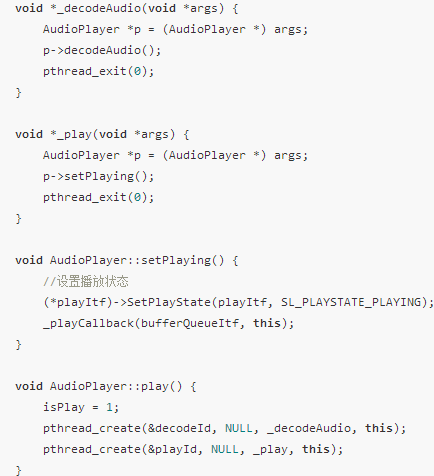 void *_decodeAudio(void *args) {
    AudioPlayer *p = (AudioPlayer *) args;
    p->decodeAudio();
    pthread_exit(0);
}

void *_play(void *args) {
    AudioPlayer *p = (AudioPlayer *) args;
    p->setPlaying();
    pthread_exit(0);
}

void AudioPlayer::setPlaying() {
    //设置播放状态
    (*playItf)->SetPlayState(playItf, SL_PLAYSTATE_PLAYING);
    _playCallback(bufferQueueItf, this);
}

void AudioPlayer::play() {
    isPlay = 1;
    pthread_create(&decodeId, NULL, _decodeAudio, this);
    pthread_create(&playId, NULL, _play, this);
}